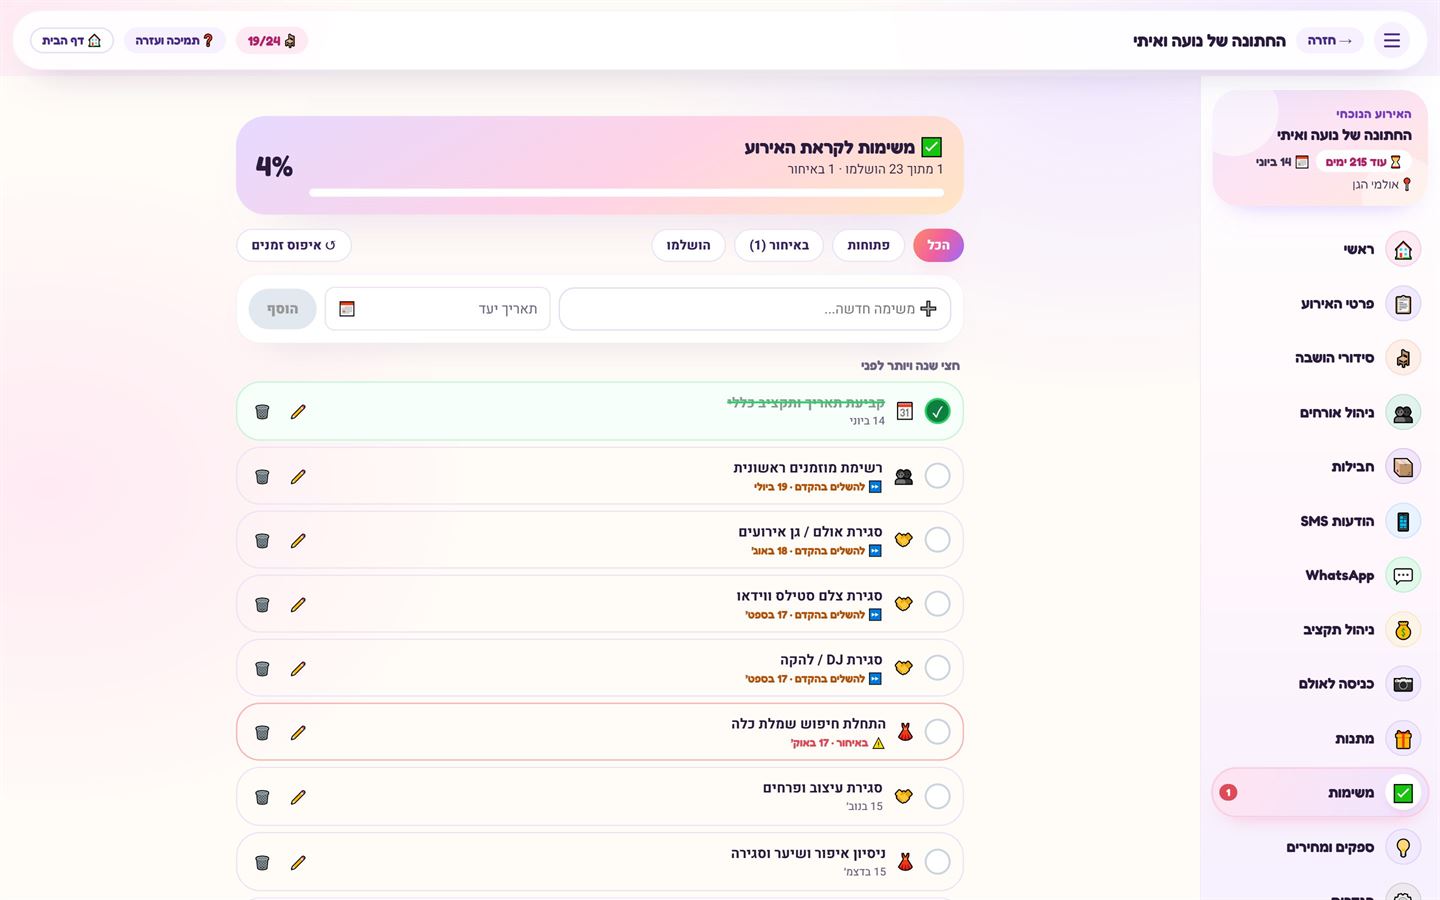 החתונה של נועה ואיתי
→ חזרה
19/24
תמיכה ועזרה
דף הבית
האירוע הנוכחי
החתונה של נועה ואיתי
עוד 215 ימים
14 ביוני
אולמי הגן
ראשי
פרטי האירוע
סידורי הושבה
ניהול אורחים
חבילות
הודעות SMS
WhatsApp
ניהול תקציב
כניסה לאולם
מתנות
משימות
1
ספקים ומחירים
משימות לקראת האירוע
1 מתוך 23 הושלמו · 1 באיחור
4%
הכל
פתוחות
באיחור (1)
הושלמו
↺ איפוס זמנים
משימה חדשה...
תאריך יעד
הוסף
חצי שנה ויותר לפני
קביעת תאריך ותקציב כללי
14 ביוני
רשימת מוזמנים ראשונית
להשלים בהקדם · 19 ביולי
סגירת אולם / גן אירועים
להשלים בהקדם · 18 באוג׳
סגירת צלם סטילס ווידאו
להשלים בהקדם · 17 בספט׳
סגירת DJ / להקה
להשלים בהקדם · 17 בספט׳
התחלת חיפוש שמלת כלה
באיחור · 17 באוק׳
סגירת עיצוב ופרחים
15 בנוב׳
ניסיון איפור ושיער וסגירה
15 בדצמ׳